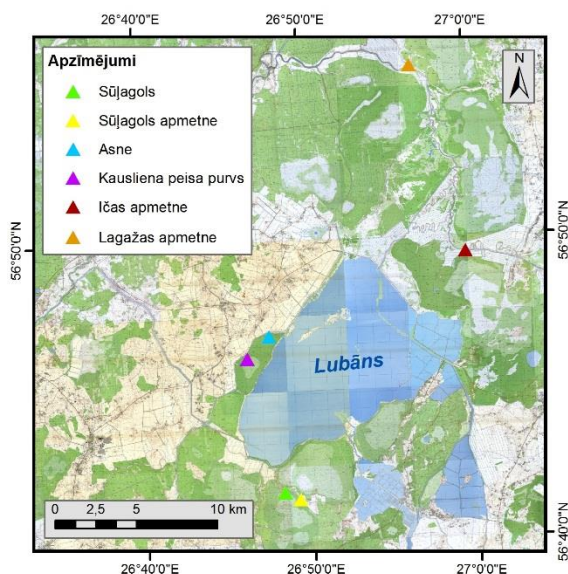 26°40'0"E 26°50'0"E 27°0'0"E
Apzīmējumi
Sūļagols
Sūļagols apmetne
Asne
Kausliena peisa purvs
Ičas apmetne
Lagažas apmetne
N
56°50'0"N
56°50'0"N
Lubāns
0 2,5 5 10 km
56°40'0"N
26°40'0"E 26°50'0"E 27°0'0"E